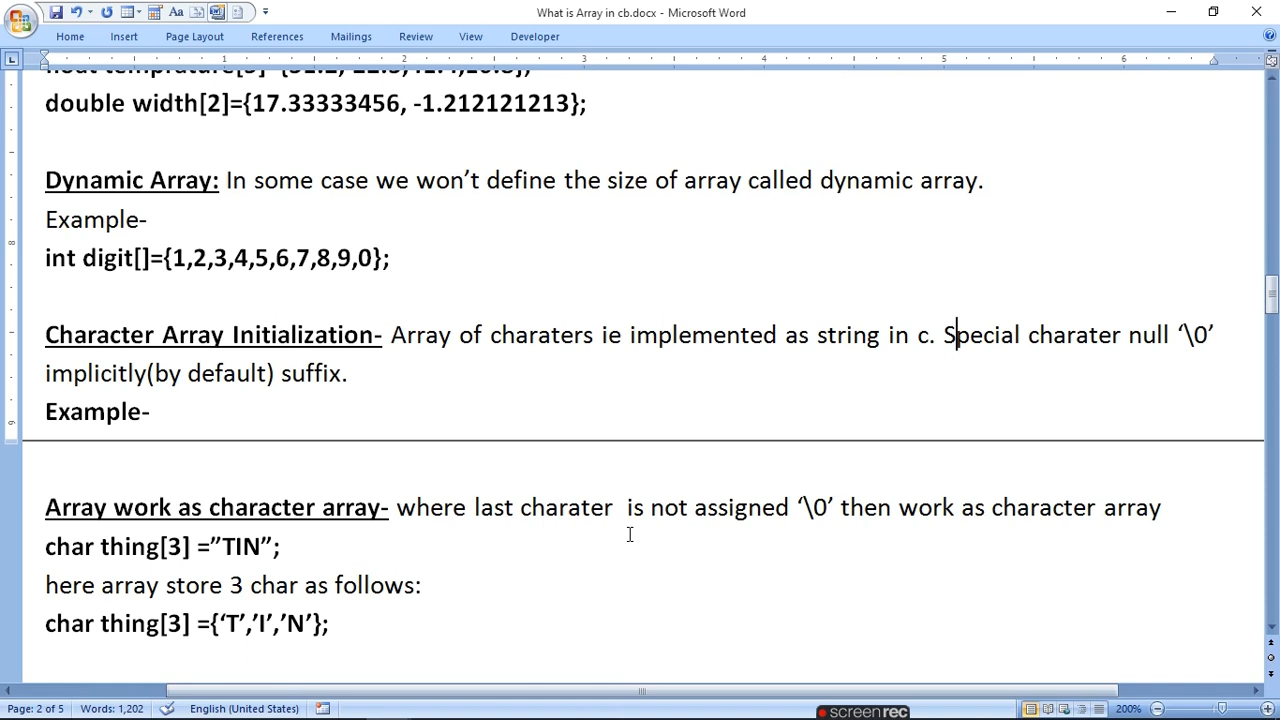 What is Array in cb.docx - Microsoft Word
Home Insert Page Layout References Mailings Review View Developer
1 2 3 4 5 6
double width[2]={17.33333456, -1.212121213};
Dynamic Array: In some case we won’t define the size of array called dynamic array.
Example-
int digit[]={1,2,3,4,5,6,7,8,9,0};
Character Array Initialization- Array of charaters ie implemented as string in c. Special charater null ‘\0’
implicitly(by default) suffix.
Example-
Array work as character array- where last charater is not assigned ‘\0’ then work as character array
char thing[3] =”TIN”;
here array store 3 char as follows:
char thing[3] ={‘T’,’I’,’N’};
Page: 2 of 5 Words: 1,202 English (United States) 200%
screenrec